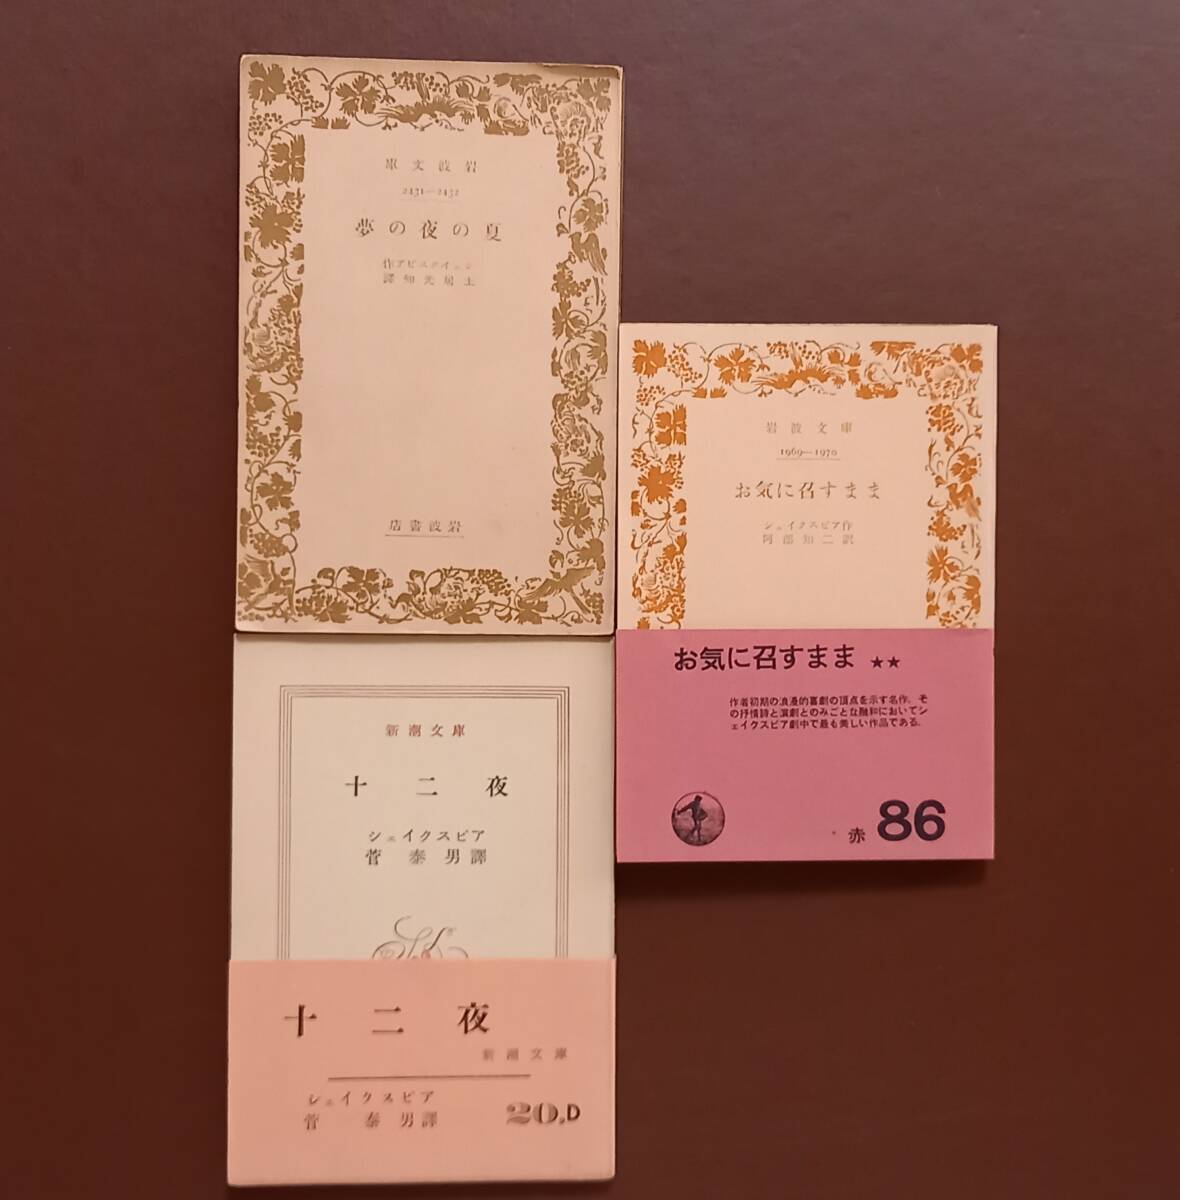 岩波文庫
2431—2432
夏の夜の夢
シェイクスピア作
土居光知譯
岩波書店
岩波文庫
1969—1970
お気に召すまま
シェイクスピア作
阿部知二訳
お気に召すまま ★★
作者初期の浪漫的喜劇の頂点を示す名作。そ
の抒情詩と演劇とのみごとな融和においてシ
ェイクスピア劇中で最も美しい作品である。
赤 86
新潮文庫
十二夜
シェイクスピア
菅泰男譯
十二夜
新潮文庫
シェイクスピア
菅泰男譯
20.D